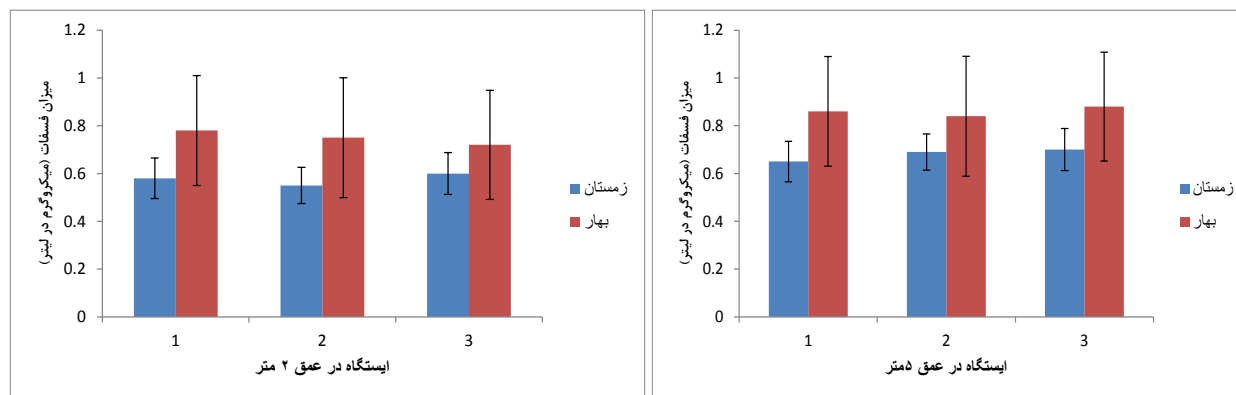 1.2
1
0.8
0.6
0.4
0.2
0
میزان فسفات (میکروگرم در لیتر)
1
2
3
ایستگاه در عمق ۲ متر
زمستان
بهار
1.2
1
0.8
0.6
0.4
0.2
0
میزان فسفات (میکروگرم در لیتر)
1
2
3
ایستگاه در عمق ۵متر
زمستان
بهار